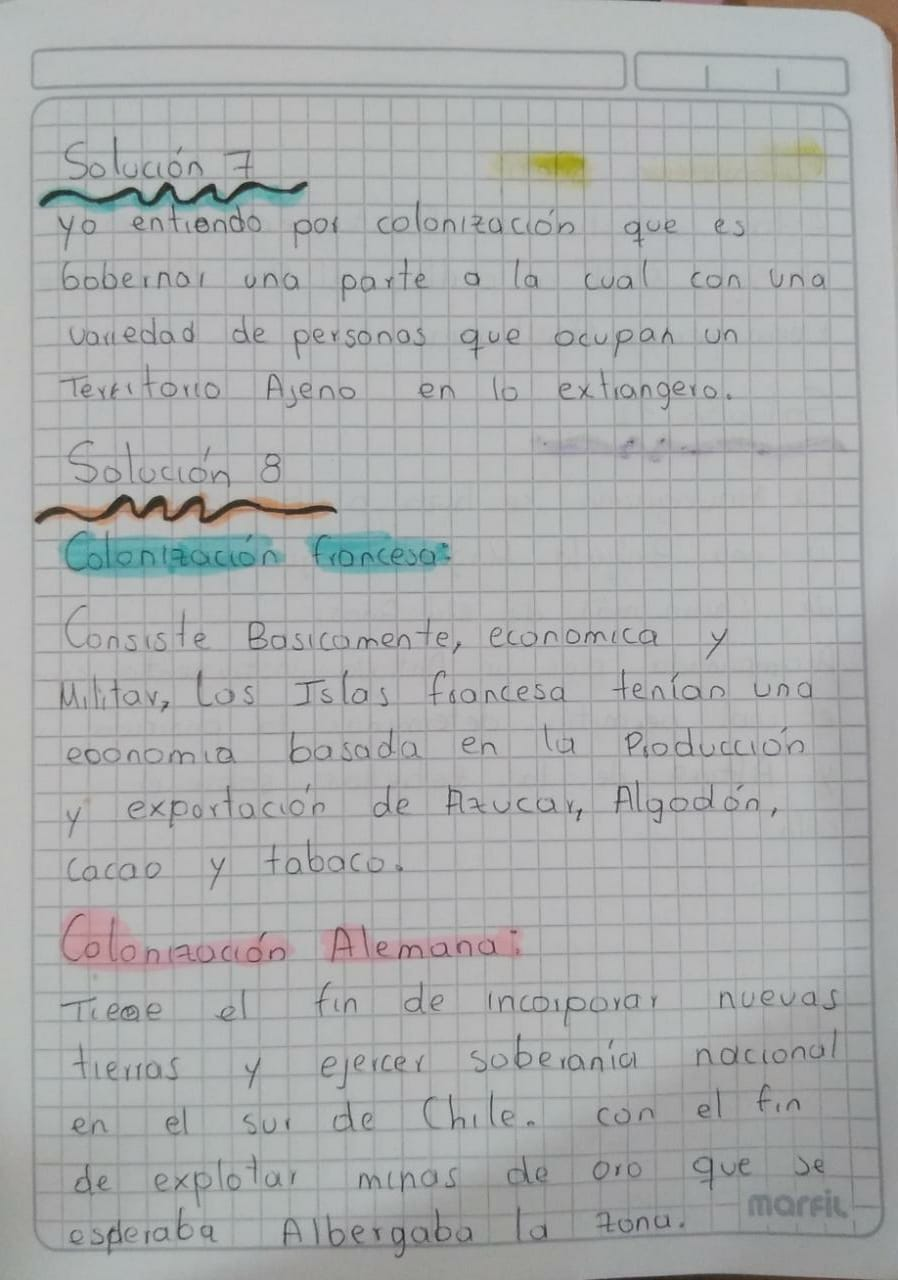 Solución 7
yo entiendo por colonización que es
Gobernar una parte a la cual con una
variedad de personas que ocupan un
Territorio Ajeno en lo extrangero.
Solución 8
Colonización francesa:
Consiste Basicamente, economica y
Militar, Las Islas francesa tenían una
economia basada en la Producción
y exportación de Azucar, Algodón,
Cacao y tabaco.
Colonización Alemana:
Tiene el fin de incorporar nuevas
tierras y ejercer soberanía nacional
en el sur de Chile. con el fin
de explotar minas de oro que se
esperaba Albergaba la zona.
marfil